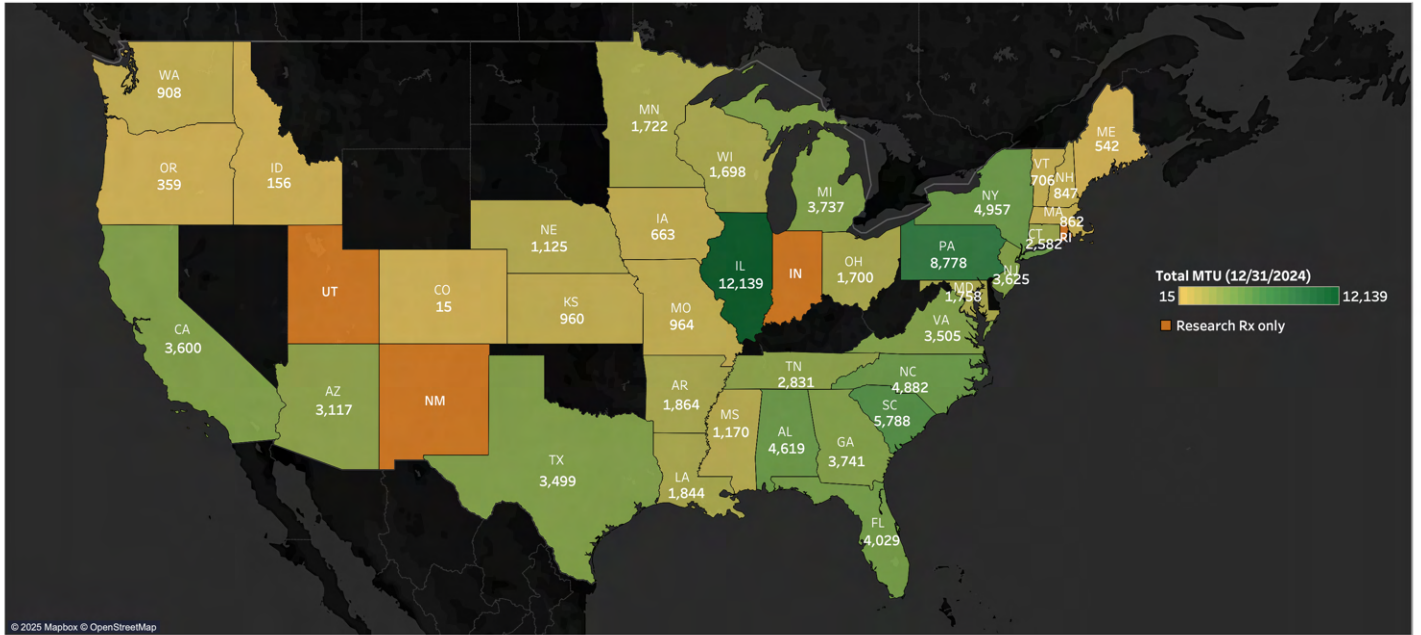 WA
908
OR
359
ID
156
CA
3,600
UT
AZ
3,117
CO
15
NM
NE
1,125
KS
960
TX
3,499
MN
1,722
IA
663
MO
964
AR
1,864
LA
1,844
WI
1,698
IL
12,139
MS
1,170
MI
3,737
IN
OH
1,700
TN
2,831
AL
4,619
GA
3,741
FL
4,029
SC
5,788
NC
4,882
VA
3,505
MD
1,758
PA
8,778
NJ
3,625
NY
4,957
CT
2,582
RI
MA
862
VT
706
NH
847
ME
542
Total MTU (12/31/2024)
15
12,139
Research Rx only
© 2025 Mapbox © OpenStreetMap